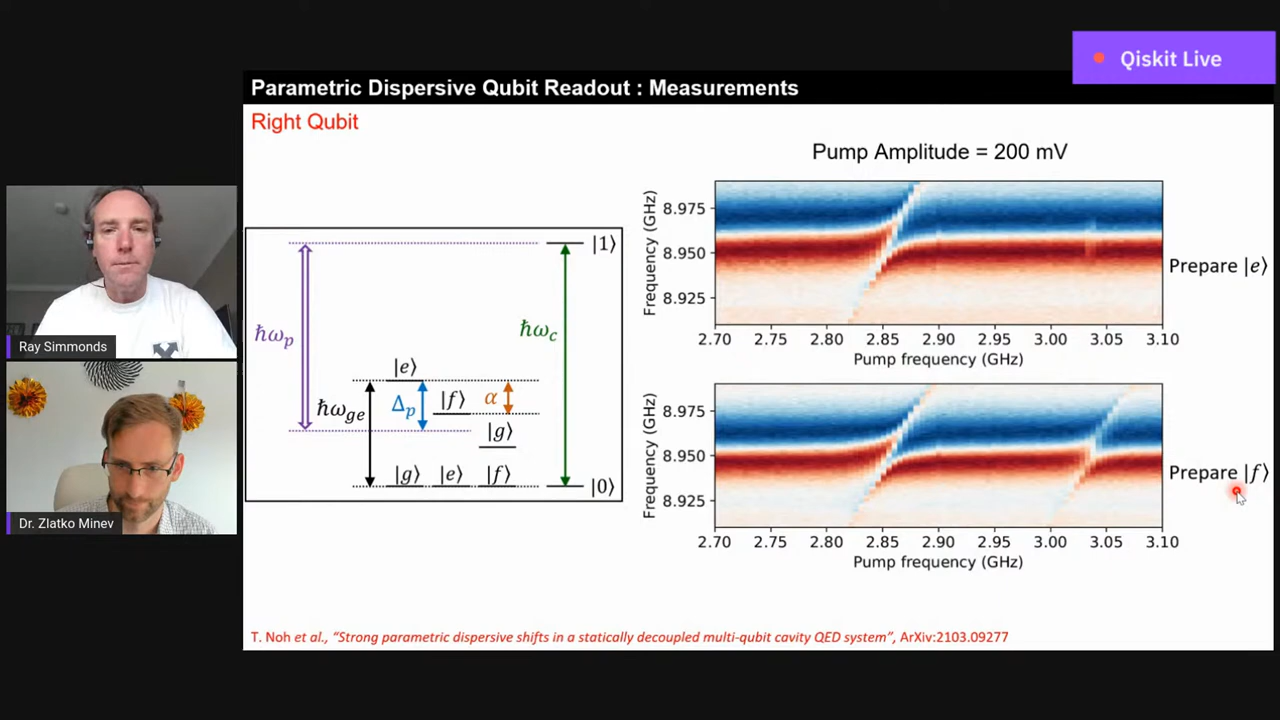 Qiskit Live
Parametric Dispersive Qubit Readout : Measurements
Right Qubit
Pump Amplitude = 200 mV
|1⟩
ħω_p
ħω_c
|e⟩
ħω_ge
Δ_p
|f⟩
α
|g⟩
|g⟩ |e⟩ |f⟩
|0⟩
Frequency (GHz)
8.975
8.950
8.925
2.70 2.75 2.80 2.85 2.90 2.95 3.00 3.05 3.10
Pump frequency (GHz)
Prepare |e⟩
Frequency (GHz)
8.975
8.950
8.925
2.70 2.75 2.80 2.85 2.90 2.95 3.00 3.05 3.10
Pump frequency (GHz)
Prepare |f⟩
Ray Simmonds
Dr. Zlatko Minev
T. Noh et al., “Strong parametric dispersive shifts in a statically decoupled multi-qubit cavity QED system”, ArXiv:2103.09277